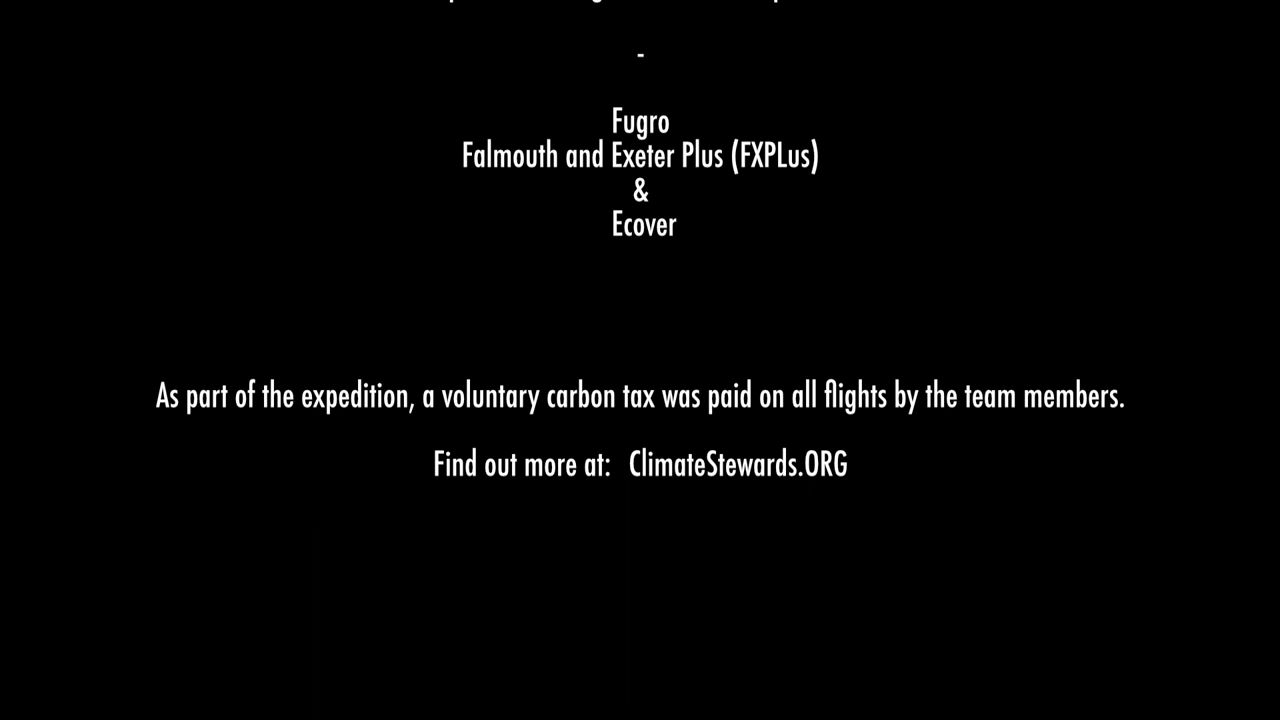 -
Fugro
Falmouth and Exeter Plus (FXPLus)
&
Ecover
As part of the expedition, a voluntary carbon tax was paid on all flights by the team members.
Find out more at: ClimateStewards.ORG